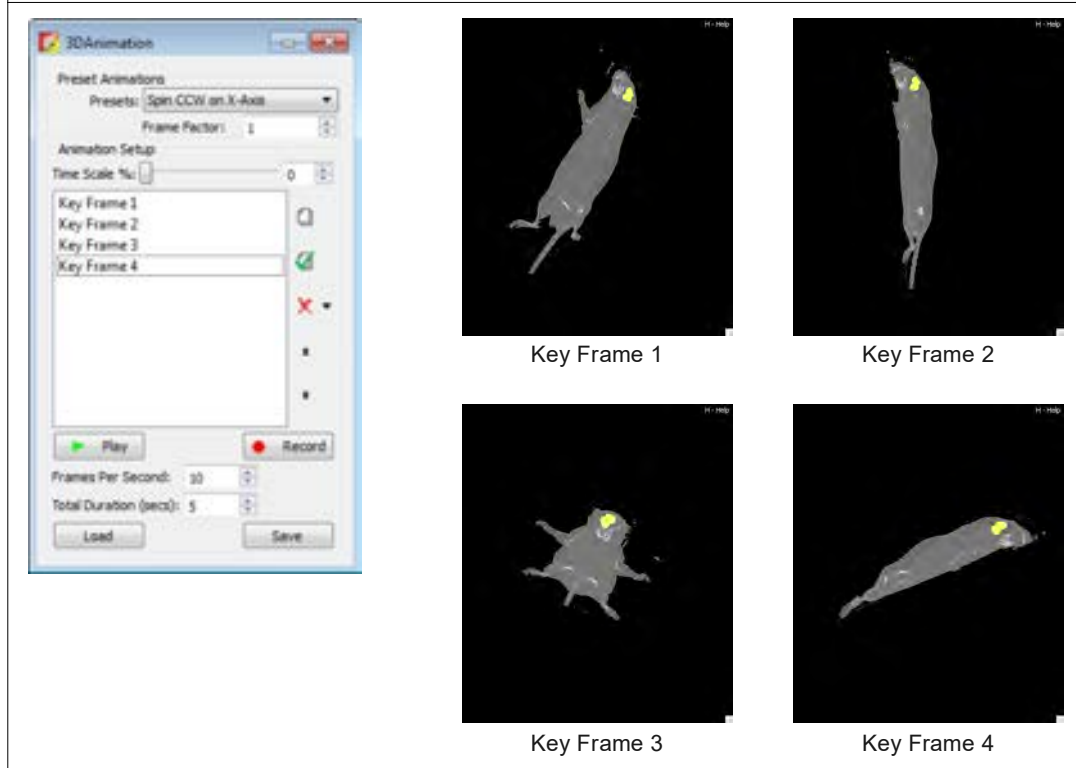 3DAnimation
Preset Animations
Presets: Spin CCW on X-Axis
Frame Factor: 1
Animation Setup
Time Scale %: 0
Key Frame 1
Key Frame 2
Key Frame 3
Key Frame 4
Play
Record
Frames Per Second: 10
Total Duration (secs): 5
Load
Save
H - Help
Key Frame 1
H - Help
Key Frame 2
H - Help
Key Frame 3
H - Help
Key Frame 4